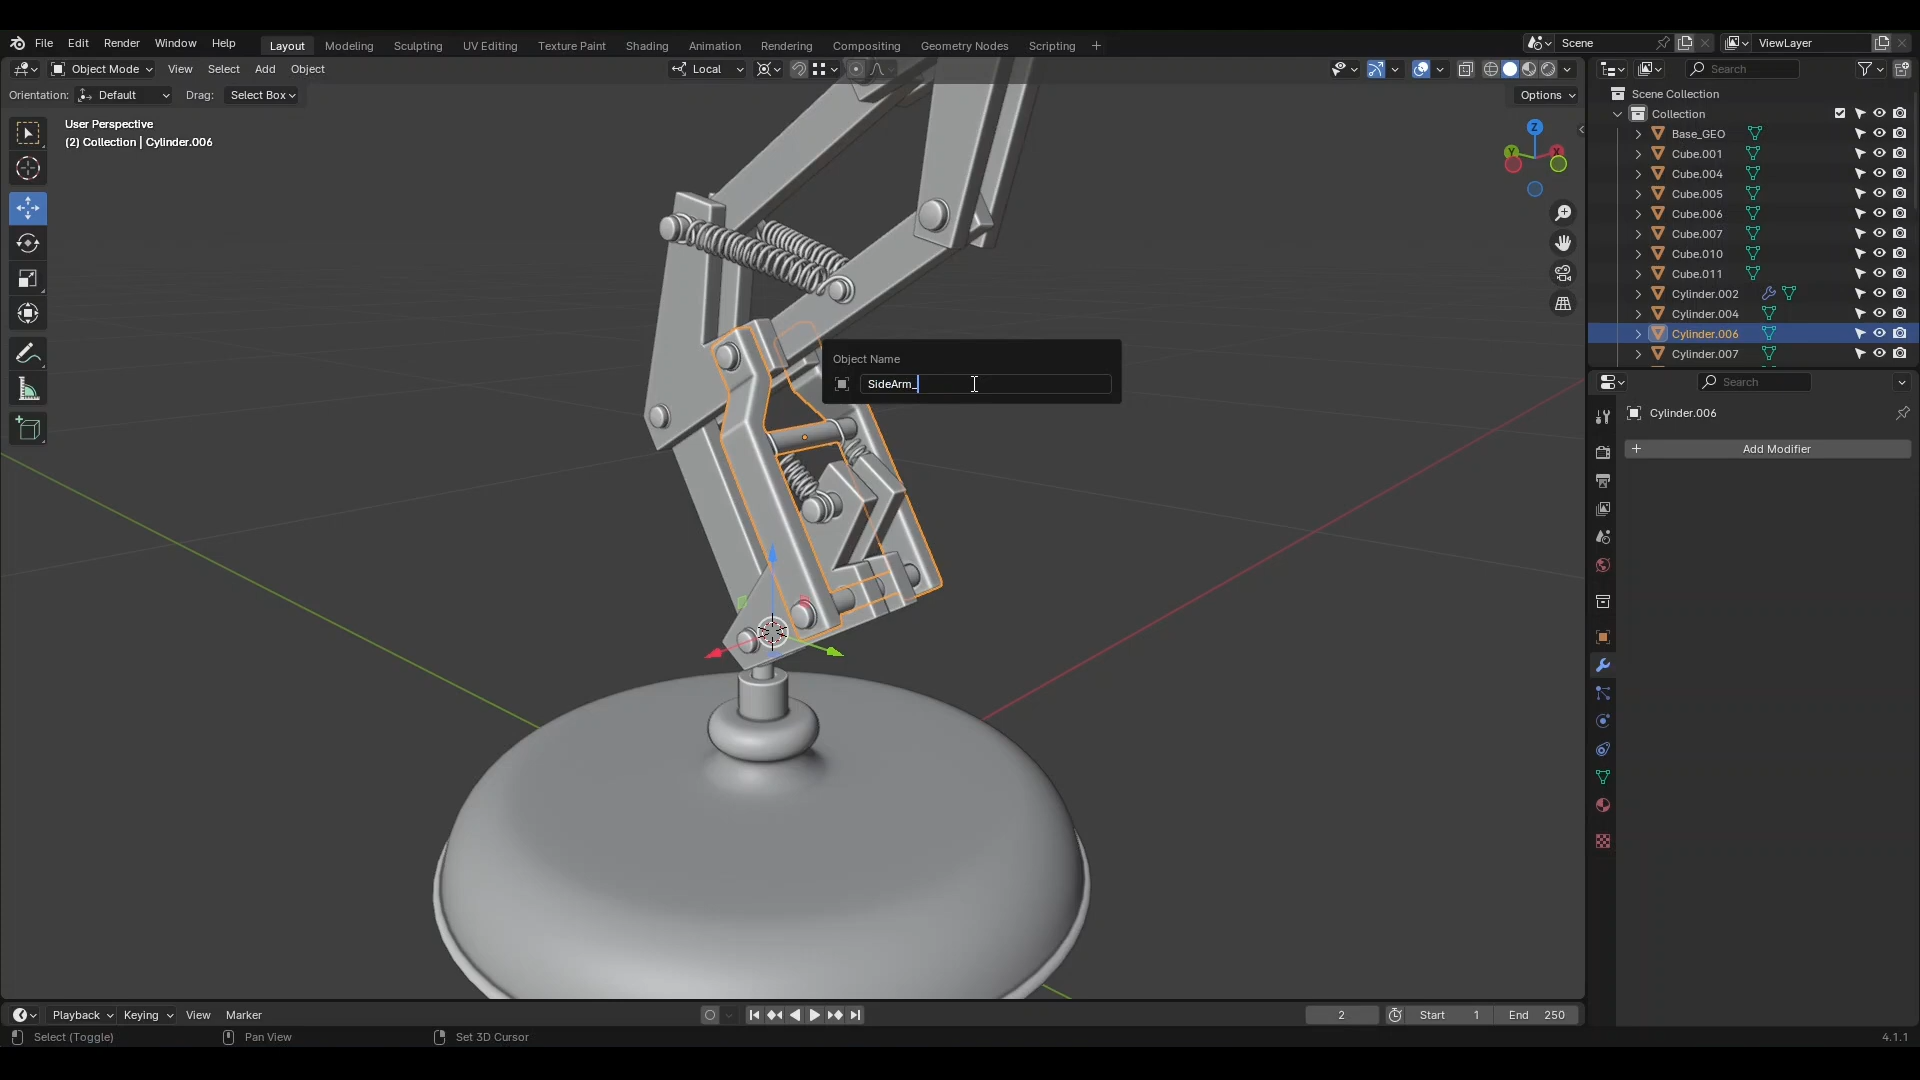 File Edit Render Window Help Layout Modeling Sculpting UV Editing Texture Paint Shading Animation Rendering Compositing Geometry Nodes Scripting + Scene ViewLayer
Object Mode View Select Add Object Local Search
Orientation: Default Drag: Select Box Options
User Perspective
(2) Collection | Cylinder.006
Z
Y
X
Scene Collection
Collection
Base_GEO
Cube.001
Cube.004
Cube.005
Cube.006
Cube.007
Cube.010
Cube.011
Cylinder.002
Cylinder.004
Cylinder.006
Cylinder.007
Object Name
SideArm_
Search
Cylinder.006
+ Add Modifier
Playback Keying View Marker 2 Start 1 End 250
Select (Toggle) Pan View Set 3D Cursor 4.1.1